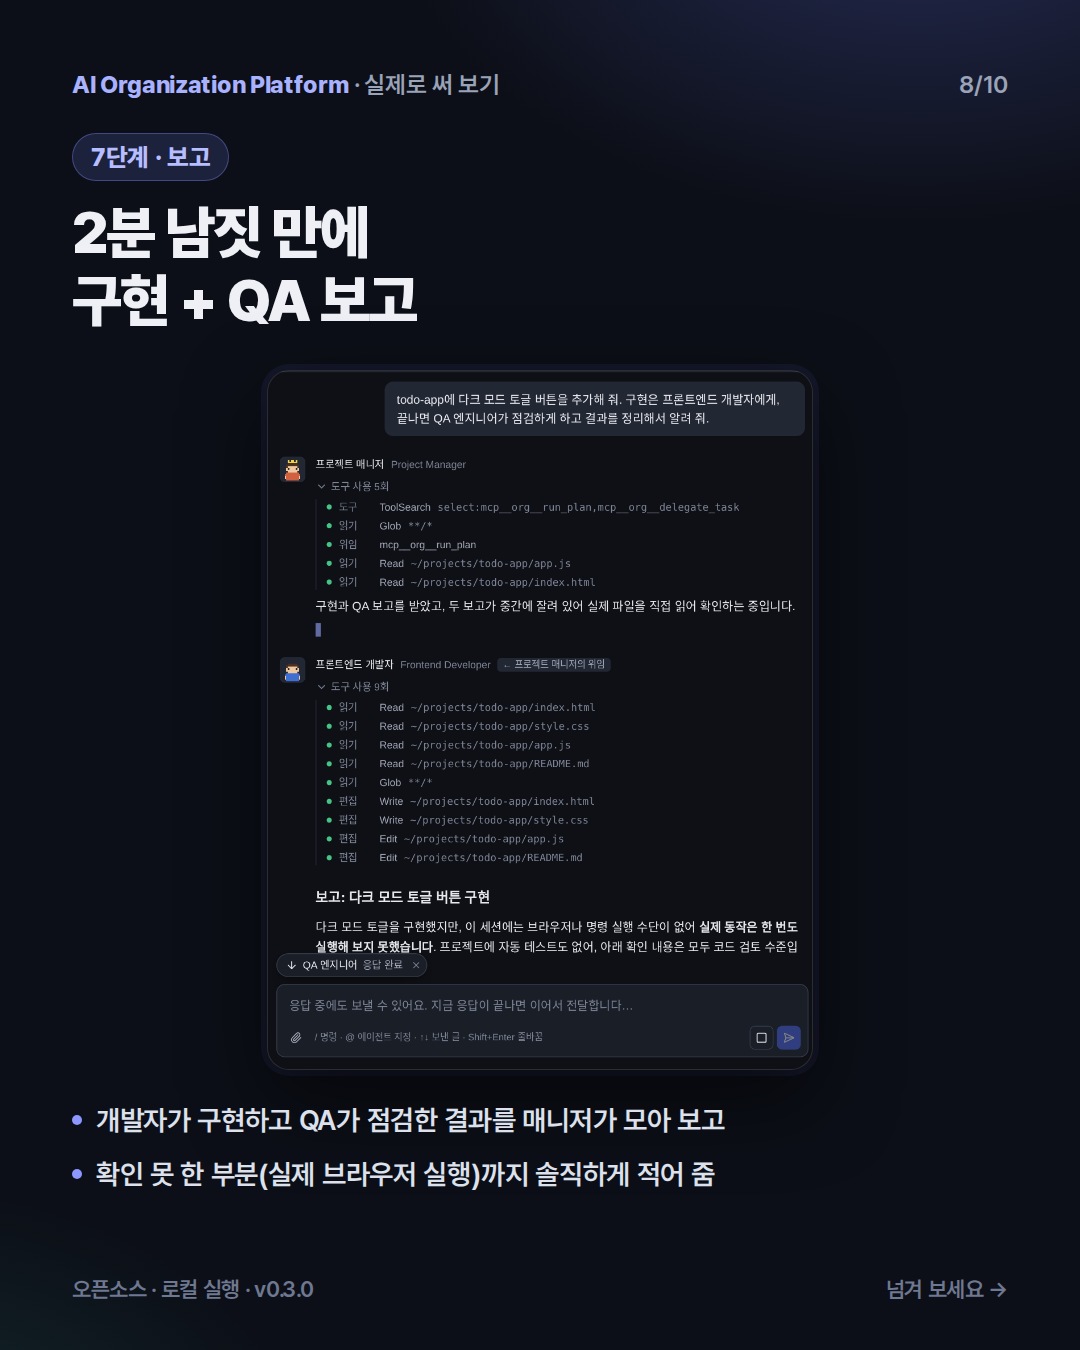 AI Organization Platform · 실제로 써 보기
8/10
7단계 · 보고
2분 남짓 만에
구현 + QA 보고
todo-app에 다크 모드 토글 버튼을 추가해 줘. 구현은 프론트엔드 개발자에게,
끝나면 QA 엔지니어가 점검하게 하고 결과를 정리해서 알려 줘.
프로젝트 매니저 Project Manager
도구 사용 5회
도구 ToolSearch select:mcp__org__run_plan,mcp__org__delegate_task
읽기 Glob **/*
위임 mcp__org__run_plan
읽기 Read ~/projects/todo-app/app.js
읽기 Read ~/projects/todo-app/index.html
구현과 QA 보고를 받았고, 두 보고가 중간에 잘려 있어 실제 파일을 직접 읽어 확인하는 중입니다.
프론트엔드 개발자 Frontend Developer ← 프로젝트 매니저의 위임
도구 사용 9회
읽기 Read ~/projects/todo-app/index.html
읽기 Read ~/projects/todo-app/style.css
읽기 Read ~/projects/todo-app/app.js
읽기 Read ~/projects/todo-app/README.md
읽기 Glob **/*
편집 Write ~/projects/todo-app/index.html
편집 Write ~/projects/todo-app/style.css
편집 Edit ~/projects/todo-app/app.js
편집 Edit ~/projects/todo-app/README.md
보고: 다크 모드 토글 버튼 구현
다크 모드 토글을 구현했지만, 이 세션에는 브라우저나 명령 실행 수단이 없어 실제 동작은 한 번도
실행해 보지 못했습니다. 프로젝트에 자동 테스트도 없어, 아래 확인 내용은 모두 코드 검토 수준입
↓ QA 엔지니어 응답 완료 ×
응답 중에도 보낼 수 있어요. 지금 응답이 끝나면 이어서 전달합니다…
/ 명령 · @ 에이전트 지정 · ↑↓ 보낸 글 · Shift+Enter 줄바꿈
개발자가 구현하고 QA가 점검한 결과를 매니저가 모아 보고
확인 못 한 부분(실제 브라우저 실행)까지 솔직하게 적어 줌
오픈소스 · 로컬 실행 · v0.3.0
넘겨 보세요 →